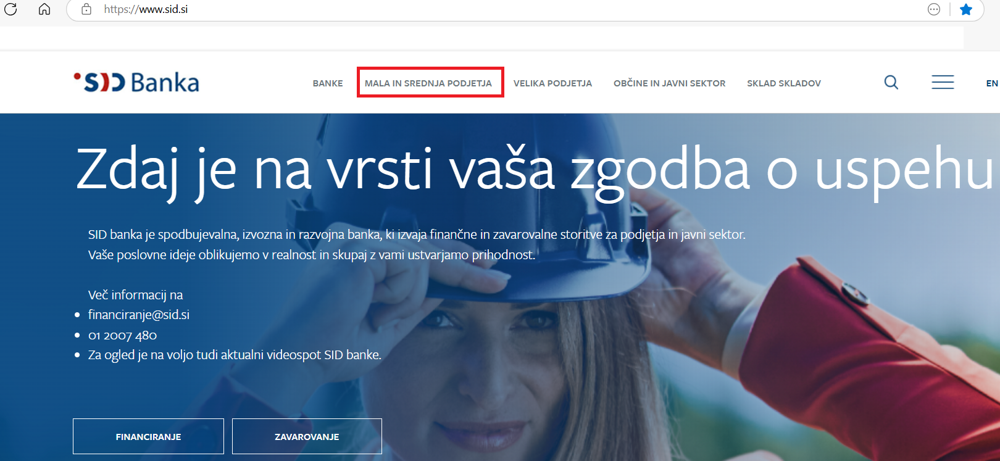 https://www.sid.si
SID Banka
BANKE
MALA IN SREDNJA PODJETJA
VELIKA PODJETJA
OBČINE IN JAVNI SEKTOR
SKLAD SKLADOV
EN
Zdaj je na vrsti vaša zgodba o uspehu
SID banka je spodbujevalna, izvozna in razvojna banka, ki izvaja finančne in zavarovalne storitve za podjetja in javni sektor.
Vaše poslovne ideje oblikujemo v realnost in skupaj z vami ustvarjamo prihodnost.
Več informacij na
financiranje@sid.si
01 2007 480
Za ogled je na voljo tudi aktualni videospot SID banke.
FINANCIRANJE
ZAVAROVANJE